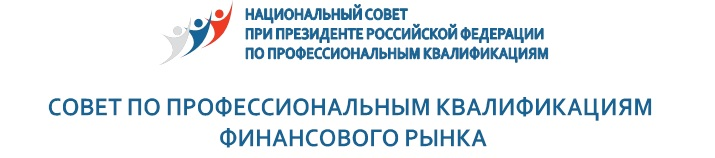 НАЦИОНАЛЬНЫЙ СОВЕТ
ПРИ ПРЕЗИДЕНТЕ РОССИЙСКОЙ ФЕДЕРАЦИИ
ПО ПРОФЕССИОНАЛЬНЫМ КВАЛИФИКАЦИЯМ
СОВЕТ ПО ПРОФЕССИОНАЛЬНЫМ КВАЛИФИКАЦИЯМ
ФИНАНСОВОГО РЫНКА